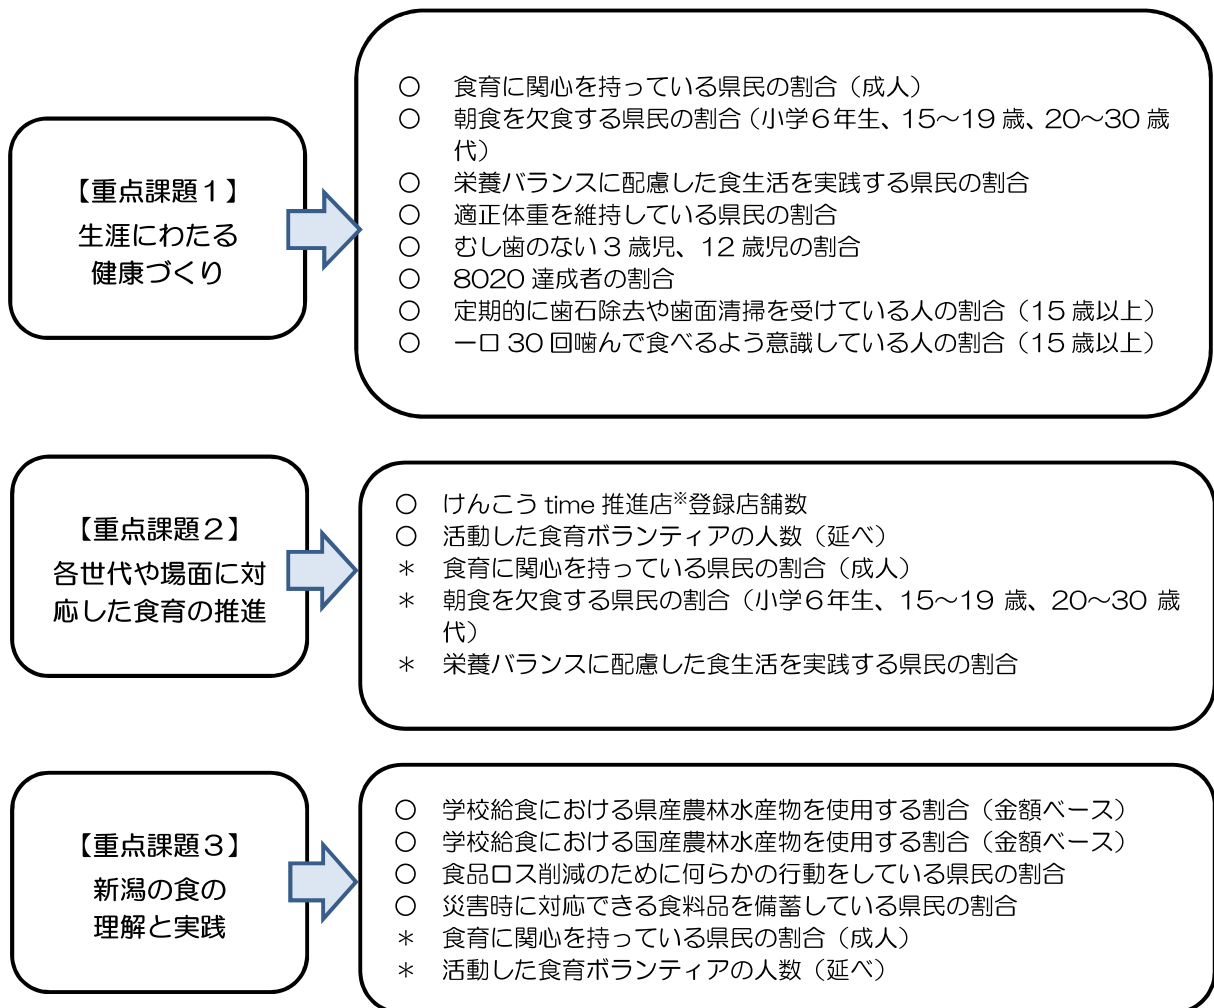 【重点課題1】
生涯にわたる
健康づくり
○ 食育に関心を持っている県民の割合（成人）
○ 朝食を欠食する県民の割合（小学６年生、15～19 歳、20～30 歳
代）
○ 栄養バランスに配慮した食生活を実践する県民の割合
○ 適正体重を維持している県民の割合
○ むし歯のない 3 歳児、12 歳児の割合
○ 8020 達成者の割合
○ 定期的に歯石除去や歯面清掃を受けている人の割合（15 歳以上）
○ 一口 30 回噛んで食べるよう意識している人の割合（15 歳以上）
【重点課題２】
各世代や場面に対
応した食育の推進
○ けんこう time 推進店※登録店舗数
○ 活動した食育ボランティアの人数（延べ）
＊ 食育に関心を持っている県民の割合（成人）
＊ 朝食を欠食する県民の割合（小学６年生、15～19 歳、20～30 歳
代）
＊ 栄養バランスに配慮した食生活を実践する県民の割合
【重点課題３】
新潟の食の
理解と実践
○ 学校給食における県産農林水産物を使用する割合（金額ベース）
○ 学校給食における国産農林水産物を使用する割合（金額ベース）
○ 食品ロス削減のために何らかの行動をしている県民の割合
○ 災害時に対応できる食料品を備蓄している県民の割合
＊ 食育に関心を持っている県民の割合（成人）
＊ 活動した食育ボランティアの人数（延べ）